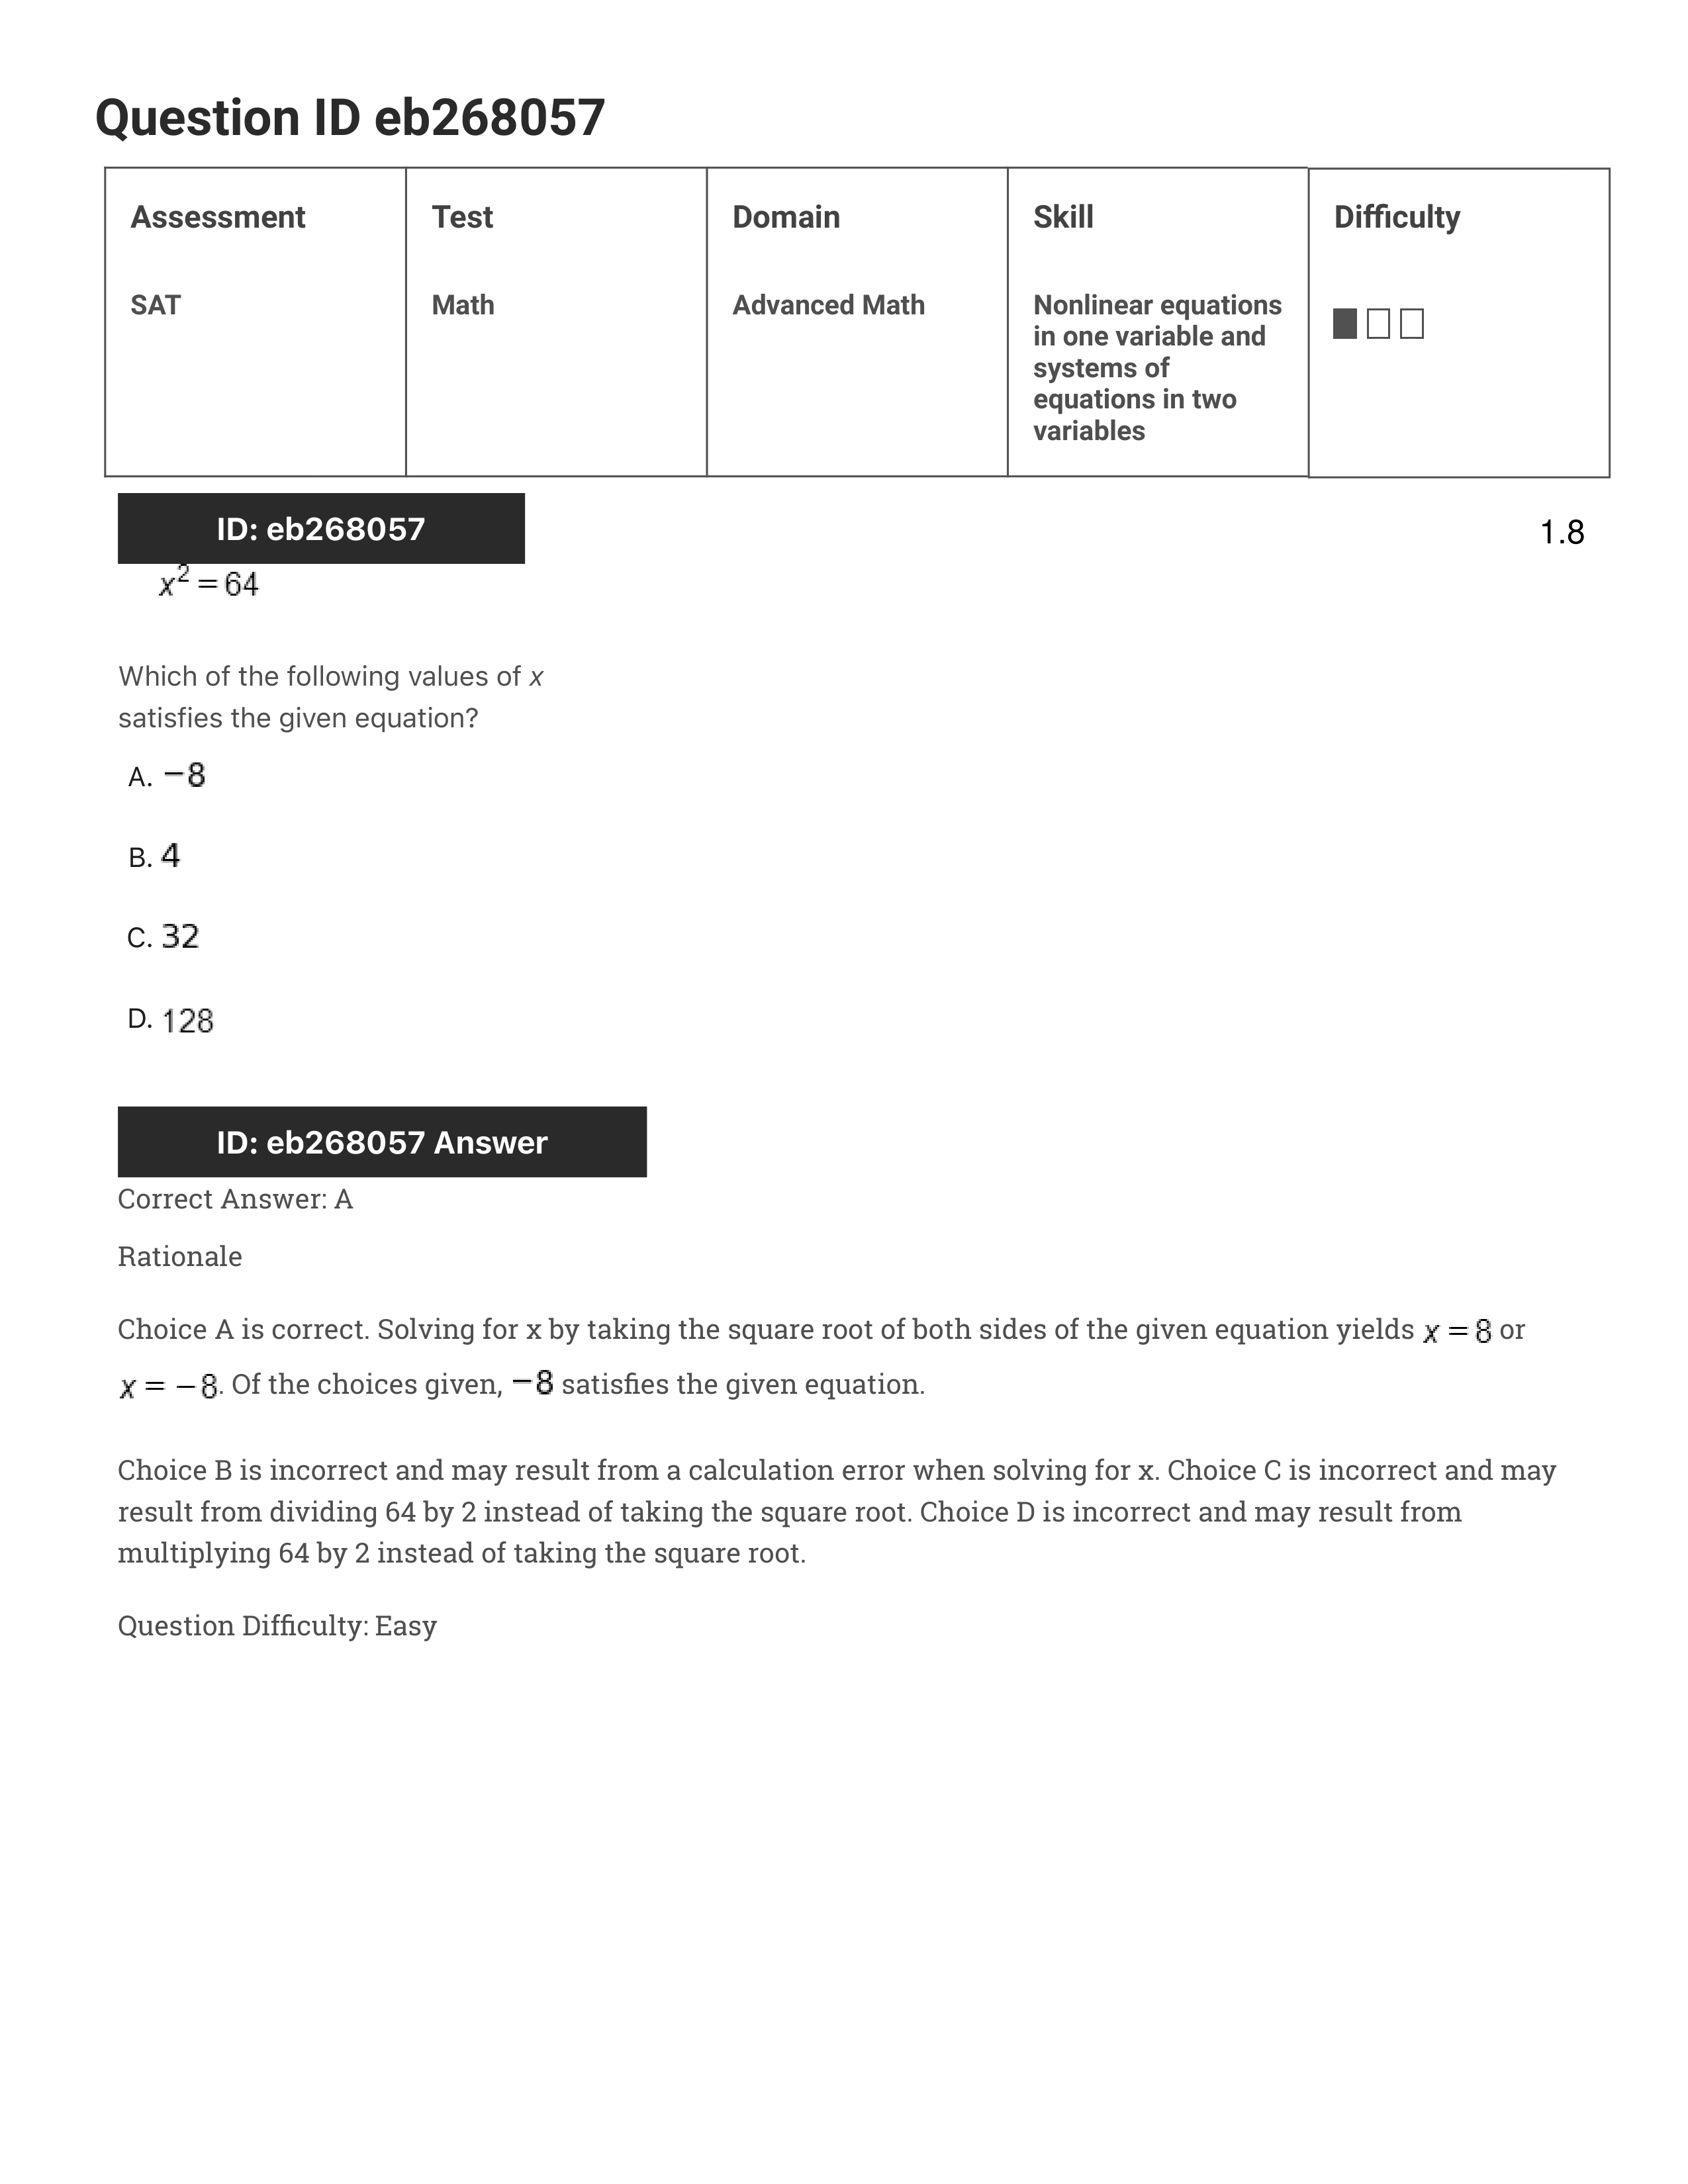 Question ID eb268057
Assessment
Test
Domain
Skill
Difficulty
SAT
Math
Advanced Math
Nonlinear equations
in one variable and
systems of
equations in two
variables
ID: eb268057
1.8
x² = 64
Which of the following values of x
satisfies the given equation?
A. −8
B. 4
C. 32
D. 128
ID: eb268057 Answer
Correct Answer: A
Rationale
Choice A is correct. Solving for x by taking the square root of both sides of the given equation yields x = 8 or
x = −8. Of the choices given, −8 satisfies the given equation.
Choice B is incorrect and may result from a calculation error when solving for x. Choice C is incorrect and may
result from dividing 64 by 2 instead of taking the square root. Choice D is incorrect and may result from
multiplying 64 by 2 instead of taking the square root.
Question Difficulty: Easy